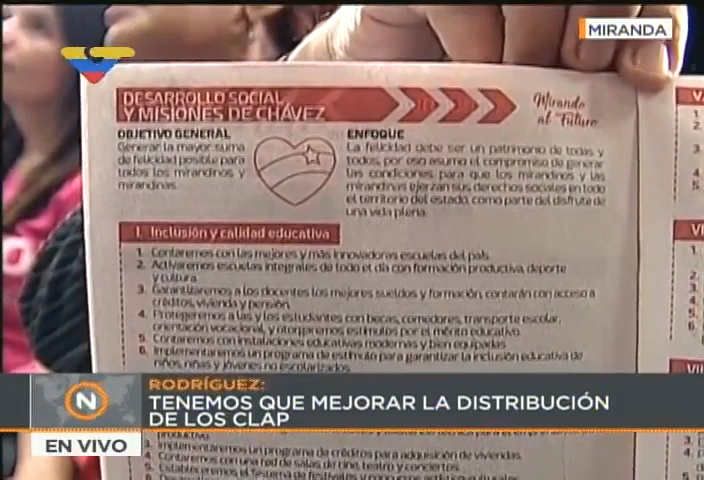 MIRANDA
DESARROLLO SOCIAL
Y MISIONES DE CHÁVEZ
Mirando
al Futuro
OBJETIVO GENERAL
Generar la mayor suma
de felicidad posible para
todos los mirandinos y
mirandinas.
ENFOQUE
La felicidad debe ser un patrimonio de todas y
todos, por eso asumo el compromiso de generar
las condiciones para que los mirandinos y las
mirandinas ejerzan sus derechos sociales en todo
el territorio del estado, como parte del disfrute de
una vida plena.
I. Inclusión y calidad educativa
1. Contaremos con las mejores y más innovadoras escuelas del país.
2. Activaremos escuelas integrales de todo el día con formación productiva, deporte
y cultura.
3. Garantizaremos a los docentes los mejores sueldos y formación, contarán con acceso a
créditos, vivienda y pensión.
4. Protegeremos a las y los estudiantes con becas, comedores, transporte escolar,
orientación vocacional, y otorgaremos estímulos por el mérito educativo.
5. Contaremos con instalaciones educativas modernas y bien equipadas.
6. Implementaremos un programa de estímulo para garantizar la inclusión educativa de
niños, niñas y jóvenes no escolarizados.
N
RODRÍGUEZ:
TENEMOS QUE MEJORAR LA DISTRIBUCIÓN
DE LOS CLAP
EN VIVO
productivo.
3. Implementaremos un programa de créditos para adquisición de viviendas.
4. Contaremos con una red de salas de cine, teatro y conciertos.
5. Estableceremos el Sistema de festivales y